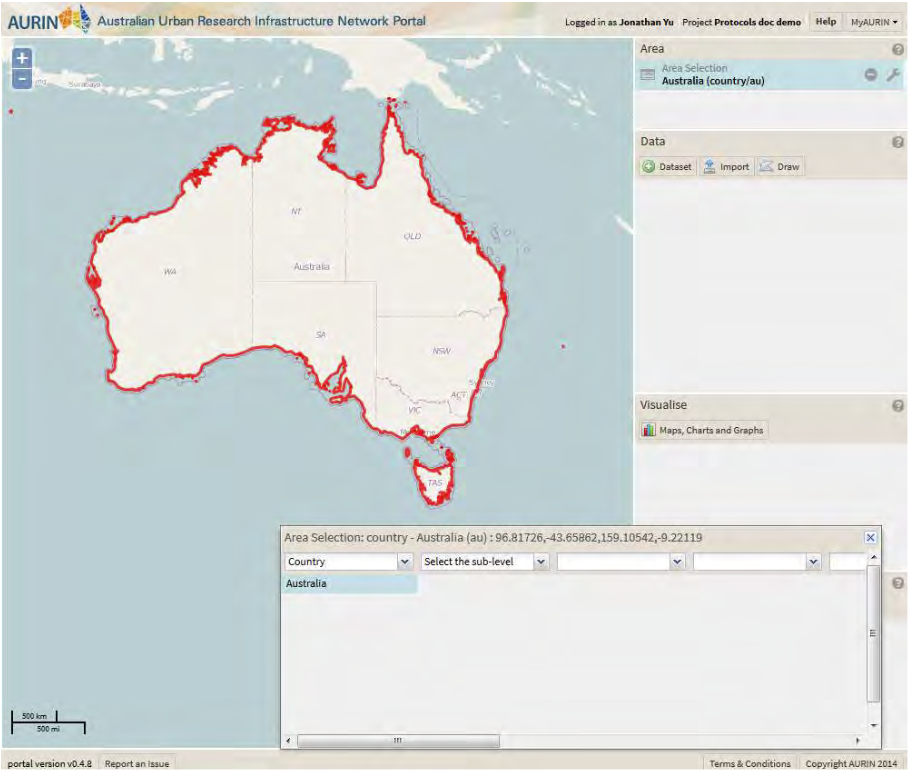 AURIN Australian Urban Research Infrastructure Network Portal
Logged in as Jonathan Yu Project Protocols doc demo Help MyAURIN
+
-
Surabaya
Area
Area Selection
Australia (country/au)
Data
Dataset Import Draw
NT
QLD
WA
Australia
SA
NSW
Sydney
ACT
VIC
TAS
Visualise
Maps, Charts and Graphs
Area Selection: country - Australia (au) : 96.81726,-43.65862,159.10542,-9.22119
Country Select the sub-level
Australia
500 km
500 mi
portal version v0.4.8 Report an Issue
Terms & Conditions Copyright AURIN 2014